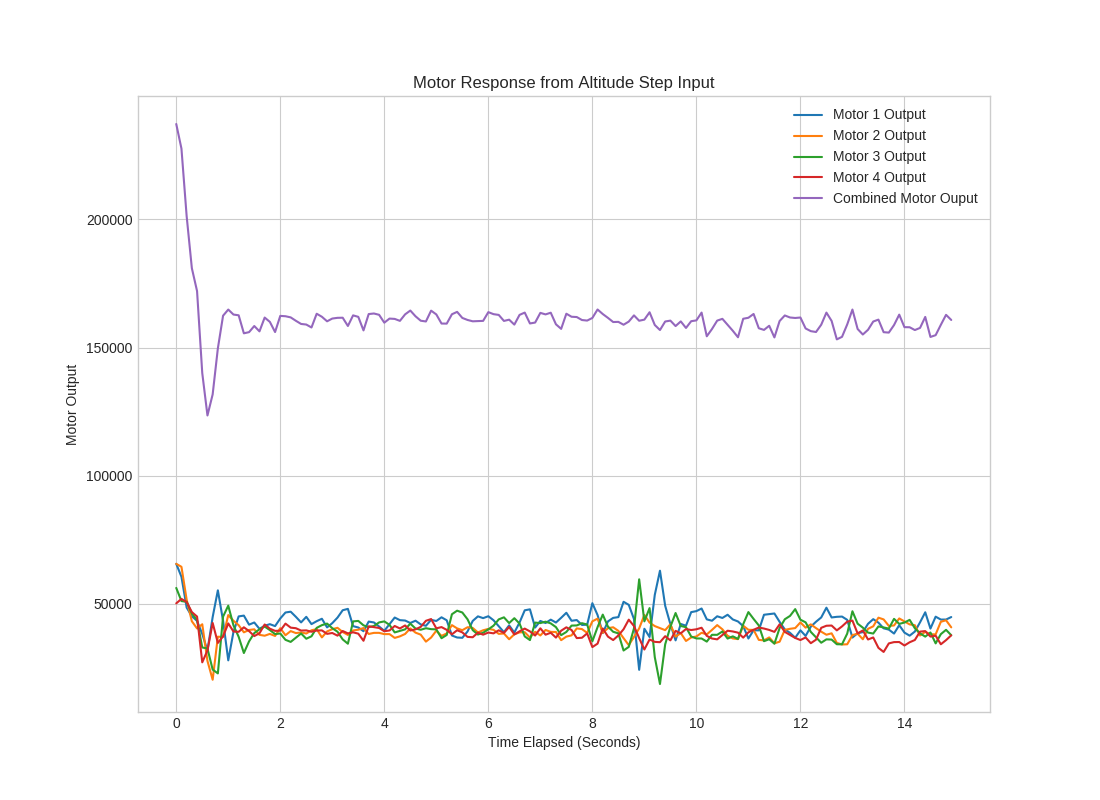 Motor Response from Altitude Step Input
Motor 1 Output
Motor 2 Output
Motor 3 Output
Motor 4 Output
Combined Motor Ouput
200000
150000
100000
50000
Motor Output
0 2 4 6 8 10 12 14
Time Elapsed (Seconds)